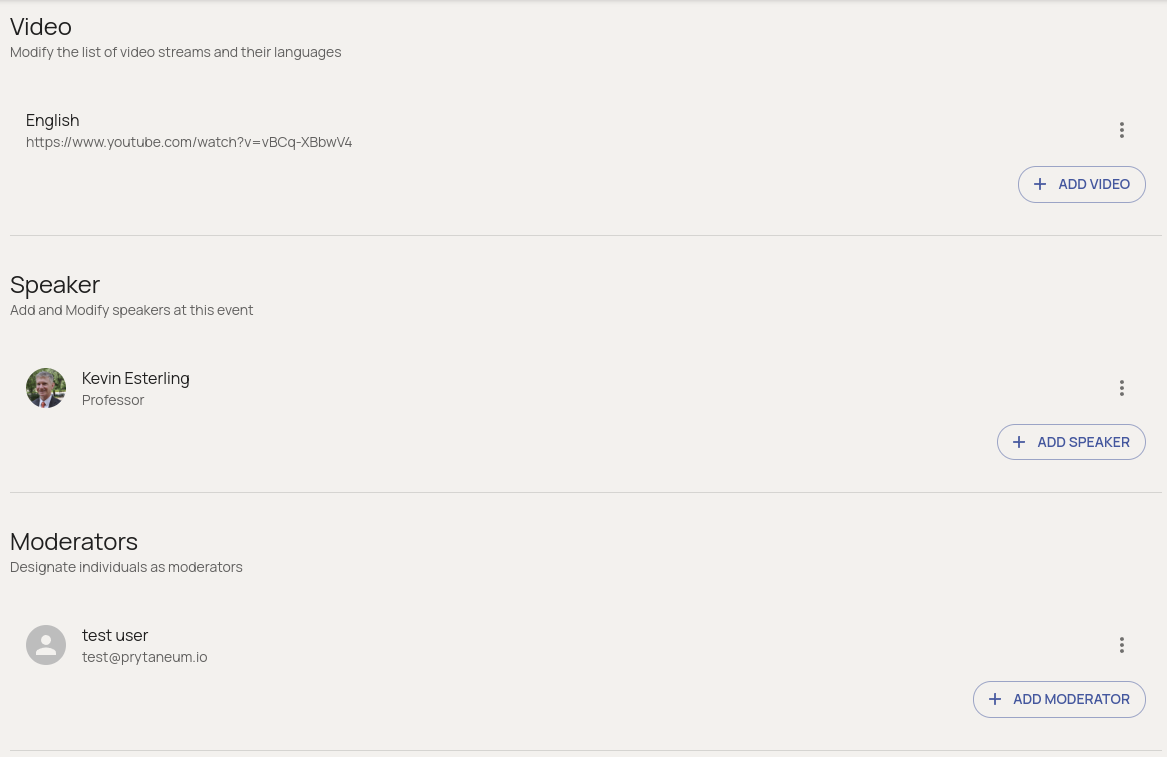 Video
Modify the list of video streams and their languages
English
https://www.youtube.com/watch?v=vBCq-XBbwV4
+ ADD VIDEO
Speaker
Add and Modify speakers at this event
Kevin Esterling
Professor
+ ADD SPEAKER
Moderators
Designate individuals as moderators
test user
test@prytaneum.io
+ ADD MODERATOR